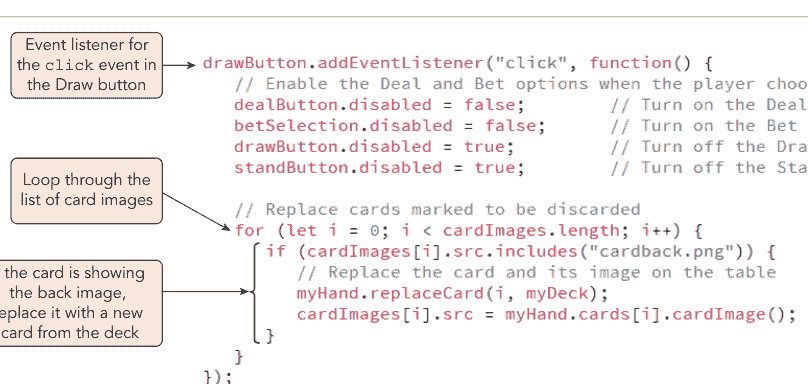 Event listener for
the click event in
the Draw button
drawButton.addEventListener("click", function() {
// Enable the Deal and Bet options when the player
dealButton.disabled = false; // Turn on the Deal
betSelection.disabled = false; // Turn on the Bet
drawButton.disabled = true; // Turn off the
standButton.disabled = true; // Turn off the
Loop through the
list of card images
// Replace cards marked to be discarded
for (let i = 0; i < cardImages.length; i++) {
if (cardImages[i].src.includes("cardback.png")) {
// Replace the card and its image on the table
myHand.replaceCard(i, myDeck);
cardImages[i].src = myHand.cards[i].cardImage();
}
}
});
the card is showing
the back image,
eplace it with a new
card from the deck